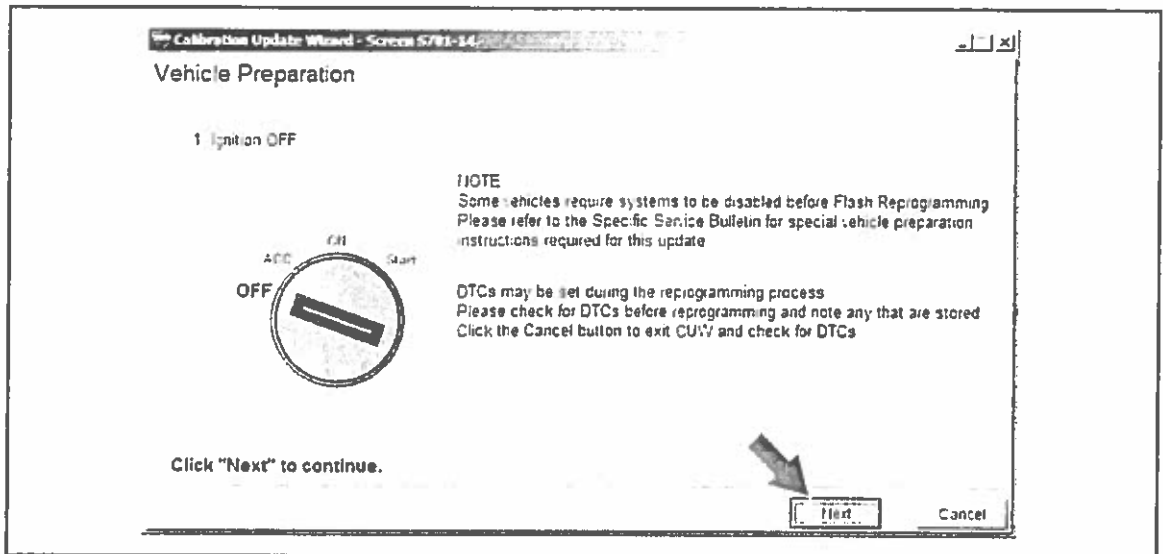 Calibration Update Wizard - Screen S701-14
Vehicle Preparation
1 Ignition OFF
NOTE
Some vehicles require systems to be disabled before Flash Reprogramming
Please refer to the Specific Service Bulletin for special vehicle preparation
instructions required for this update
ON
ACC
Start
OFF
DTCs may be set during the reprogramming process
Please check for DTCs before reprogramming and note any that are stored
Click the Cancel button to exit CUW and check for DTCs
Click "Next" to continue.
Next
Cancel